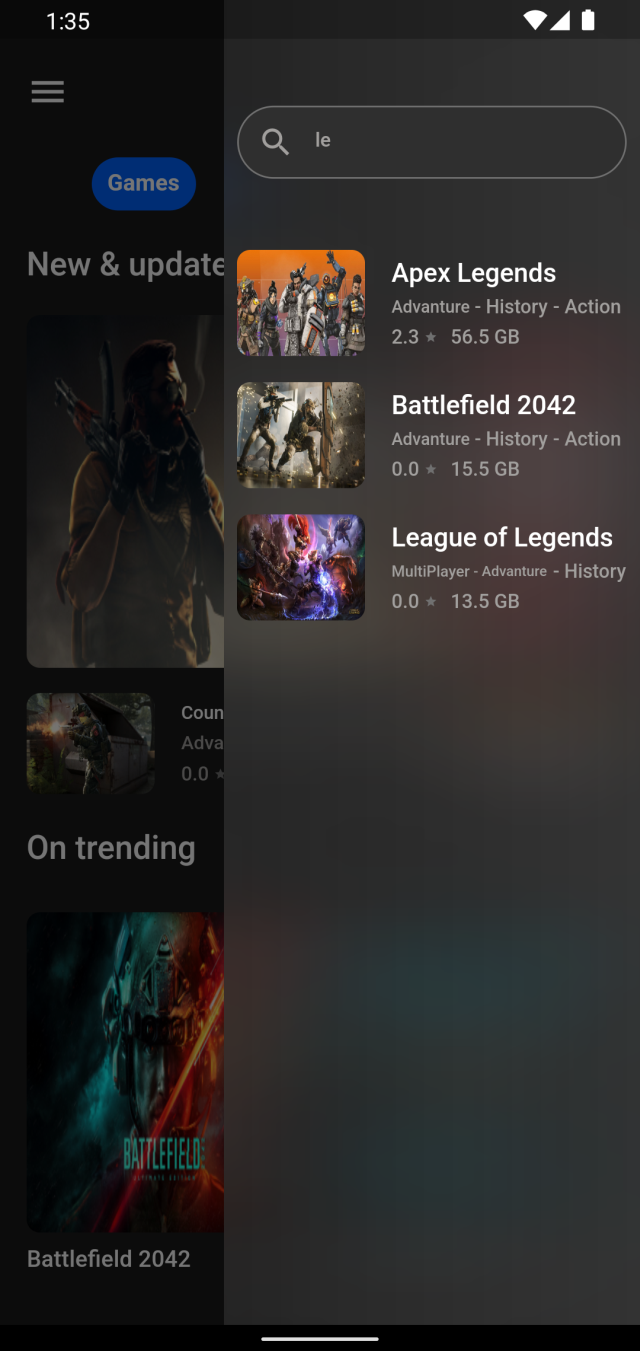 1:35
le
Games
New & update
Apex Legends
Advanture - History - Action
2.3 ★ 56.5 GB
Battlefield 2042
Advanture - History - Action
0.0 ★ 15.5 GB
League of Legends
MultiPlayer - Advanture - History
0.0 ★ 13.5 GB
Coun
Adva
0.0 ★
On trending
BATTLEFIELD
ULTIMATE EDITION
Battlefield 2042